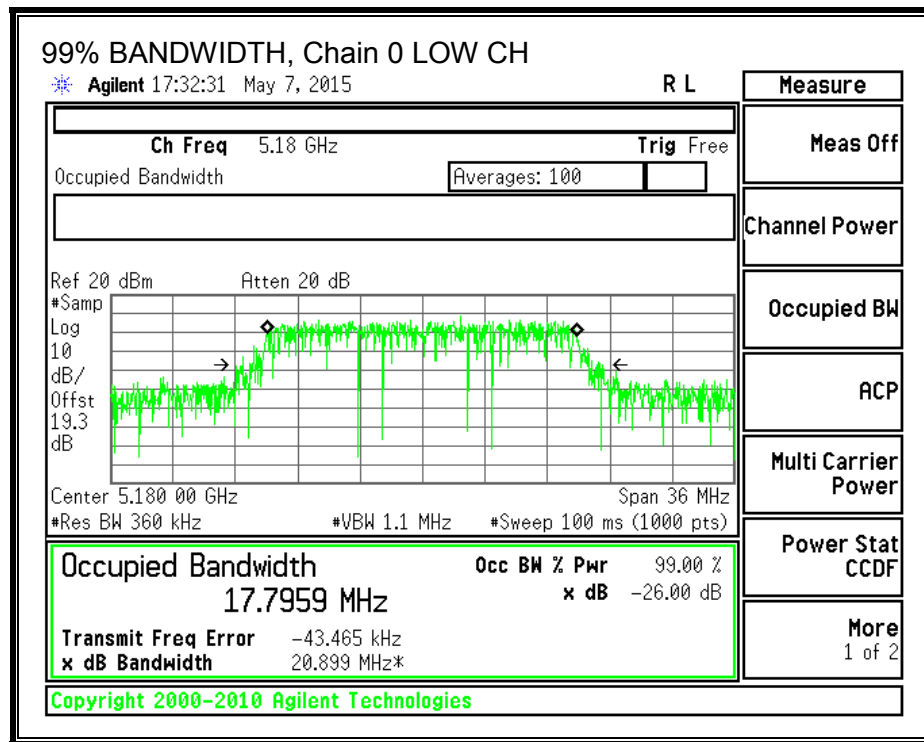 99% BANDWIDTH, Chain 0 LOW CH
Agilent 17:32:31 May 7, 2015 R L
Measure
Ch Freq 5.18 GHz Trig Free
Occupied Bandwidth Averages: 100
Ref 20 dBm Atten 20 dB
#Samp
Log
10
dB/
Offst
19.3
dB
Center 5.180 00 GHz Span 36 MHz
#Res BW 360 kHz #VBW 1.1 MHz #Sweep 100 ms (1000 pts)
Occupied Bandwidth
17.7959 MHz
Occ BW % Pwr 99.00 %
x dB -26.00 dB
Transmit Freq Error -43.465 kHz
x dB Bandwidth 20.899 MHz*
Meas Off
Channel Power
Occupied BW
ACP
Multi Carrier
Power
Power Stat
CCDF
More
1 of 2
Copyright 2000-2010 Agilent Technologies